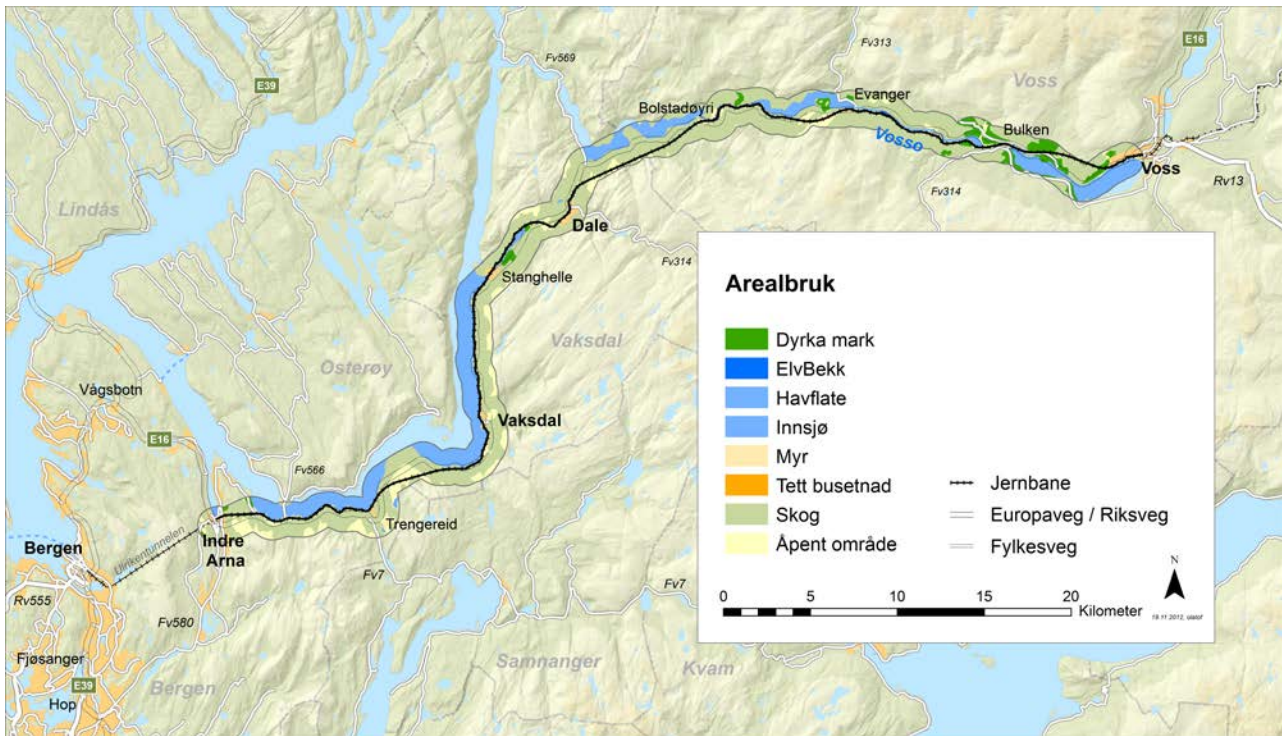 E16
Fv313
Voss
Fv569
E39
Evanger
Bolstadøyri
Bulken
Vosso
Voss
Rv13
Fv314
Lindås
Dale
Fv314
Stanghelle
Vaksdal
Osterøy
Vågsbotn
Vaksdal
E16
Fv566
Trengereid
Ulrikentunnelen
Indre
Arna
Bergen
Fv7
Fv7
Rv555
Fv580
Fjøsanger
Samnanger
Kvam
E39
Bergen
Hop
Arealbruk
Dyrka mark
ElvBekk
Havflate
Innsjø
Myr
Tett busetnad
Skog
Åpent område
Jernbane
Europaveg / Riksveg
Fylkesveg
N
0 5 10 15 20
Kilometer